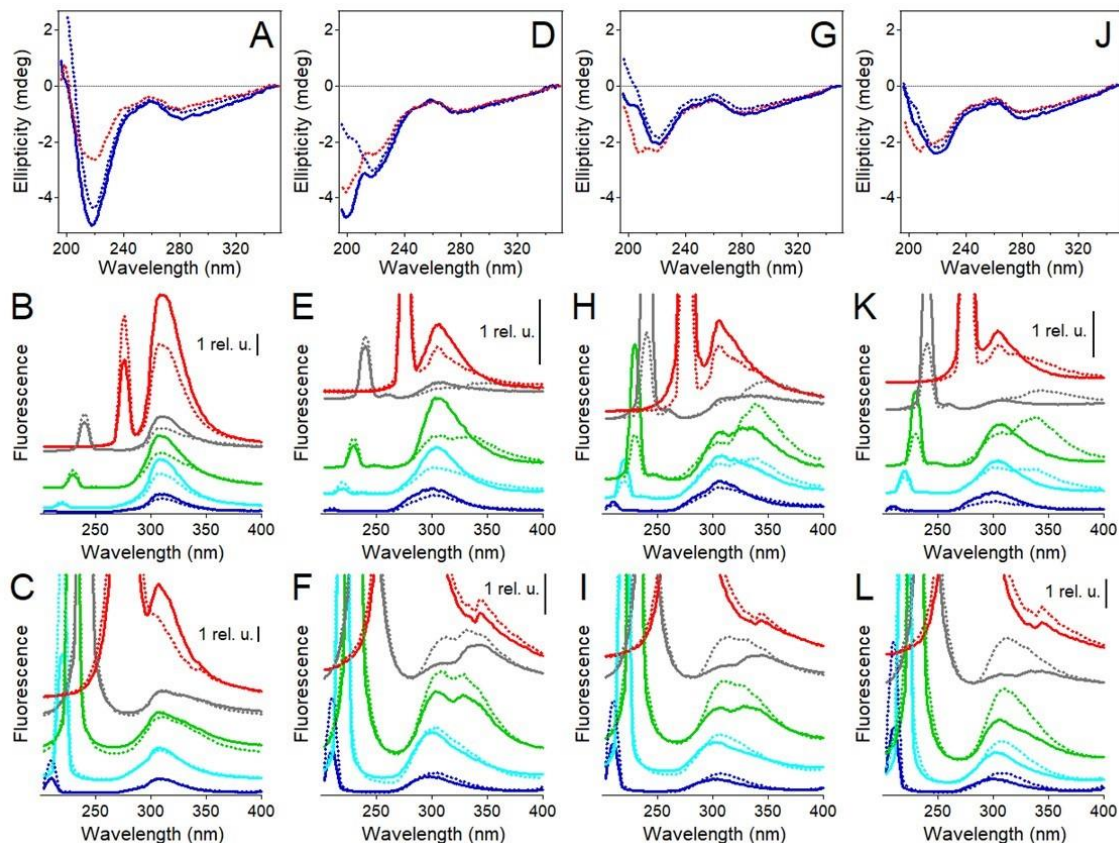 A
D
G
J
Ellipticity (mdeg)
2
0
-2
-4
200 240 280 320
Wavelength (nm)
Ellipticity (mdeg)
2
0
-2
-4
200 240 280 320
Wavelength (nm)
Ellipticity (mdeg)
2
0
-2
-4
200 240 280 320
Wavelength (nm)
Ellipticity (mdeg)
2
0
-2
-4
200 240 280 320
Wavelength (nm)
B
1 rel. u.
Fluorescence
250 300 350 400
Wavelength (nm)
E
1 rel. u.
Fluorescence
250 300 350 400
Wavelength (nm)
H
1 rel. u.
Fluorescence
250 300 350 400
Wavelength (nm)
K
1 rel. u.
Fluorescence
250 300 350 400
Wavelength (nm)
C
1 rel. u.
Fluorescence
250 300 350 400
Wavelength (nm)
F
1 rel. u.
Fluorescence
250 300 350 400
Wavelength (nm)
I
1 rel. u.
Fluorescence
250 300 350 400
Wavelength (nm)
L
1 rel. u.
Fluorescence
250 300 350 400
Wavelength (nm)